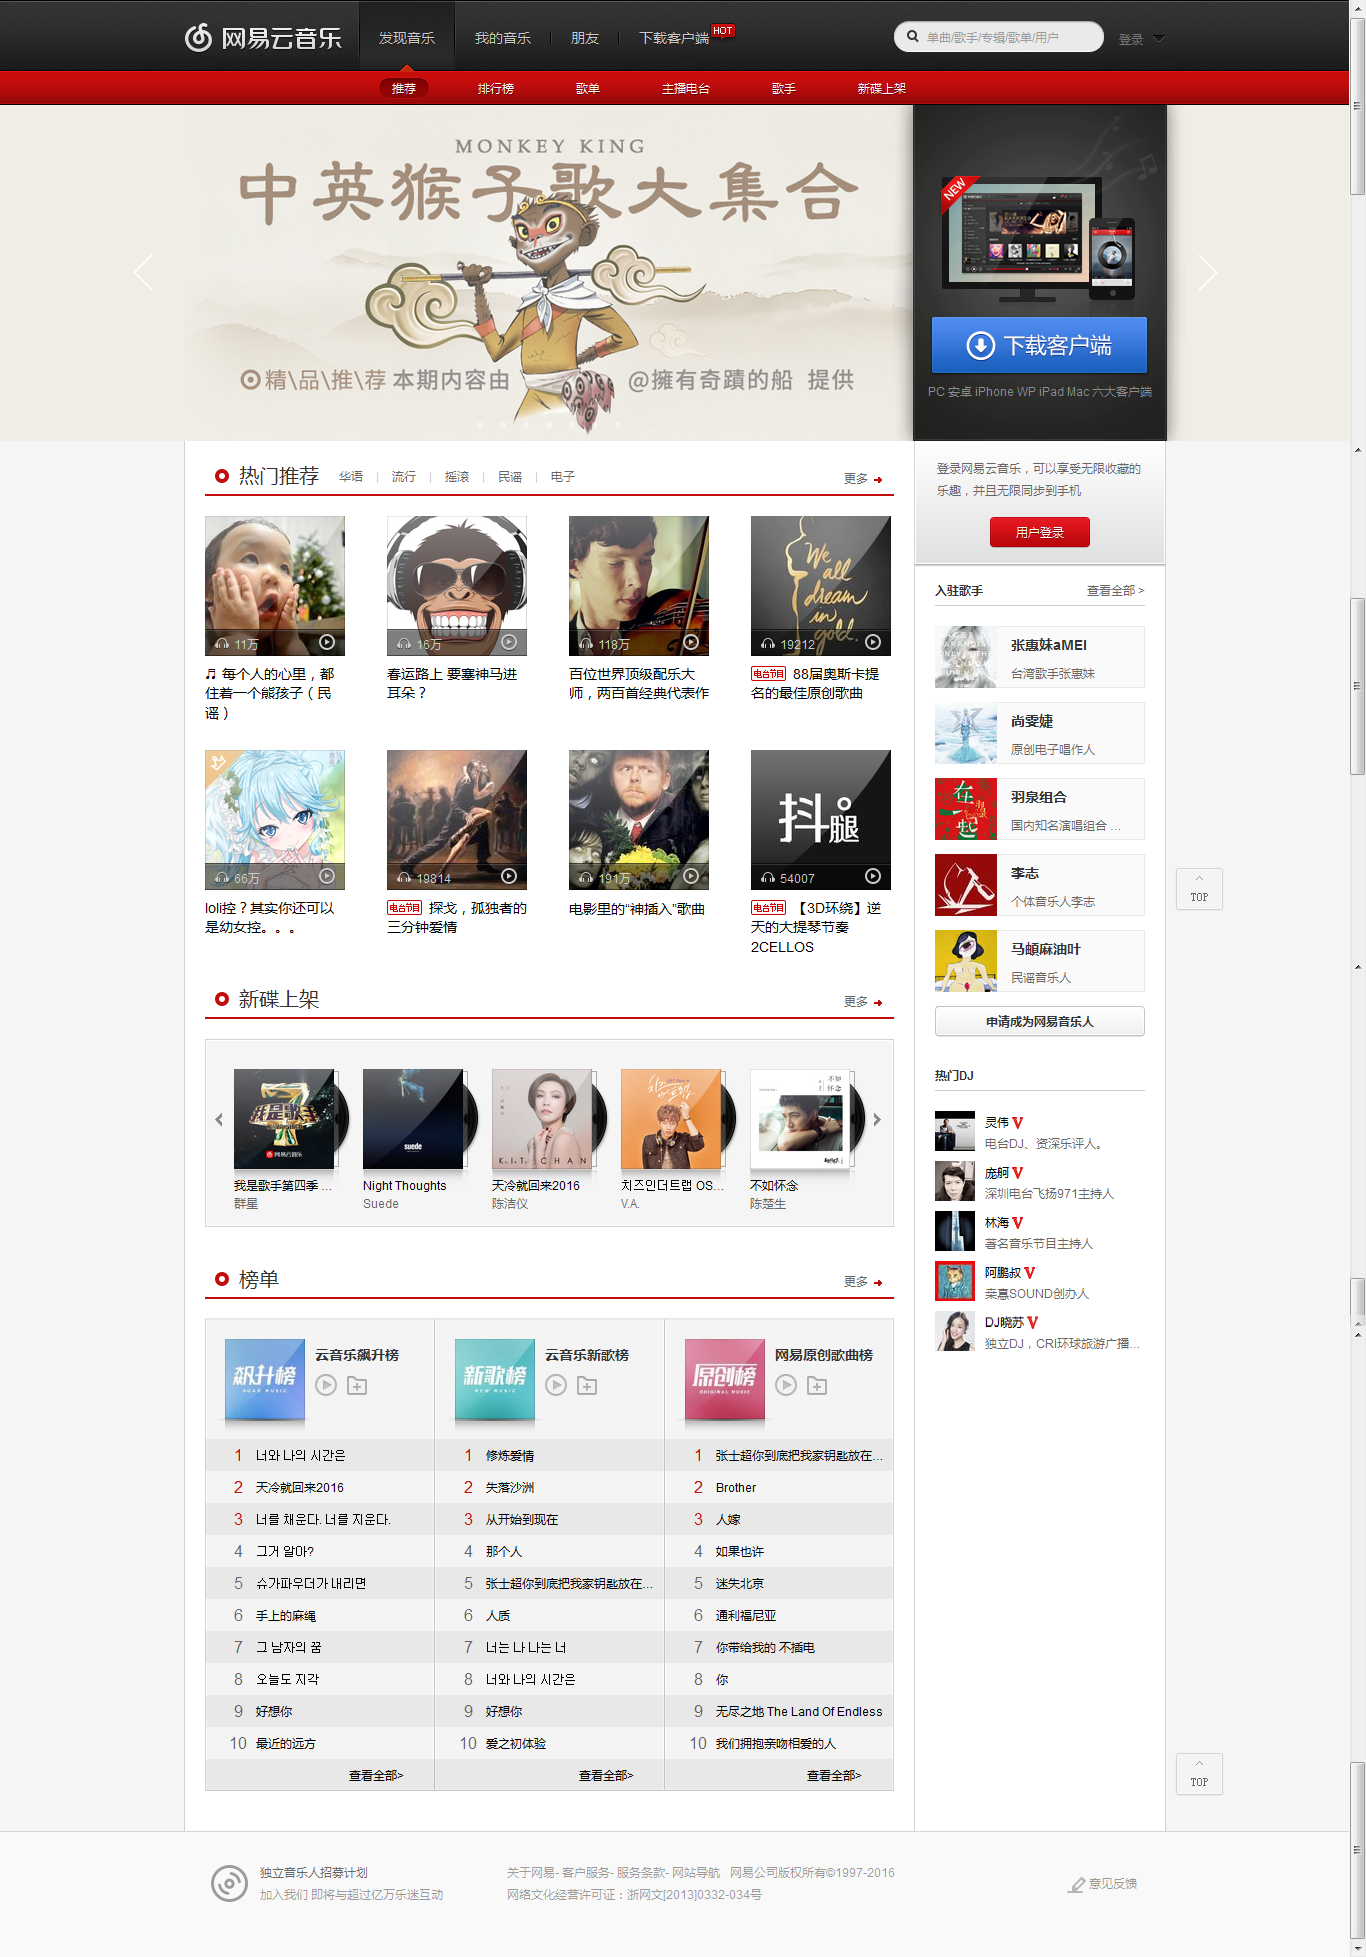 网易云音乐
发现音乐
我的音乐
朋友
下载客户端
HOT
单曲/歌手/专辑/歌单/用户
登录
推荐
排行榜
歌单
主播电台
歌手
新碟上架
MONKEY KING
中英猴子歌大集合
精\品\推\荐 本期内容由 @擁有奇蹟的船 提供
NEW
下载客户端
PC 安卓 iPhone WP iPad Mac 六大客户端
热门推荐
华语
流行
摇滚
民谣
电子
更多
登录网易云音乐，可以享受无限收藏的
乐趣，并且无限同步到手机
用户登录
11万
16万
118万
We all dream in gold.
19212
♫ 每个人的心里，都
住着一个熊孩子（民
谣）
春运路上 要塞神马进
耳朵？
百位世界顶级配乐大
师，两百首经典代表作
电台节目 88届奥斯卡提
名的最佳原创歌曲
66万
19814
191万
抖腿
54007
loli控？其实你还可以
是幼女控。。。
电台节目 探戈，孤独者的
三分钟爱情
电影里的“神插入”歌曲
电台节目 【3D环绕】逆
天的大提琴节奏
2CELLOS
入驻歌手
查看全部 >
张惠妹aMEI
台湾歌手张惠妹
尚雯婕
原创电子唱作人
在一起
羽泉组合
国内知名演唱组合 ...
李志
个体音乐人李志
马頔麻油叶
民谣音乐人
申请成为网易音乐人
TOP
新碟上架
更多
我是歌手
网易云音乐
suede
KIT CHAN
不如怀念
我是歌手第四季 ...
群星
Night Thoughts
Suede
天冷就回来2016
陈洁仪
치즈인더트랩 OS...
V.A.
不如怀念
陈楚生
热门DJ
灵伟
电台DJ、资深乐评人。
庞舸
深圳电台飞扬971主持人
林海
著名音乐节目主持人
阿鹏叔
桒惪SOUND创办人
DJ晓苏
独立DJ，CRI环球旅游广播...
榜单
更多
飙升榜
SOAR MUSIC
云音乐飙升榜
新歌榜
NEW MUSIC
云音乐新歌榜
原创榜
ORIGINAL MUSIC
网易原创歌曲榜
1 너와 나의 시간은
2 天冷就回来2016
3 너를 채운다. 너를 지운다.
4 그거 알아?
5 슈가파우더가 내리면
6 手上的麻绳
7 그 남자의 꿈
8 오늘도 지각
9 好想你
10 最近的远方
查看全部>
1 修炼爱情
2 失落沙洲
3 从开始到现在
4 那个人
5 张士超你到底把我家钥匙放在...
6 人质
7 너는 나 나는 너
8 너와 나의 시간은
9 好想你
10 爱之初体验
查看全部>
1 张士超你到底把我家钥匙放在...
2 Brother
3 人嫁
4 如果也许
5 迷失北京
6 通利福尼亚
7 你带给我的 不插电
8 你
9 无尽之地 The Land Of Endless
10 我们拥抱亲吻相爱的人
查看全部>
TOP
独立音乐人招募计划
加入我们 即将与超过亿万乐迷互动
关于网易- 客户服务- 服务条款- 网站导航 网易公司版权所有©1997-2016
网络文化经营许可证：浙网文[2013]0332-034号
意见反馈